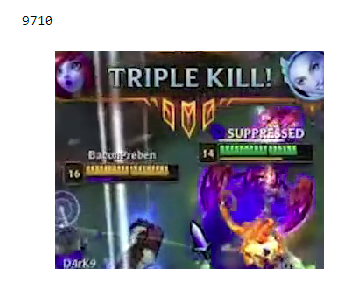 9710
TRIPLE KILL!
SUPPRESSED
14
BaconPreben
16
D4rK9